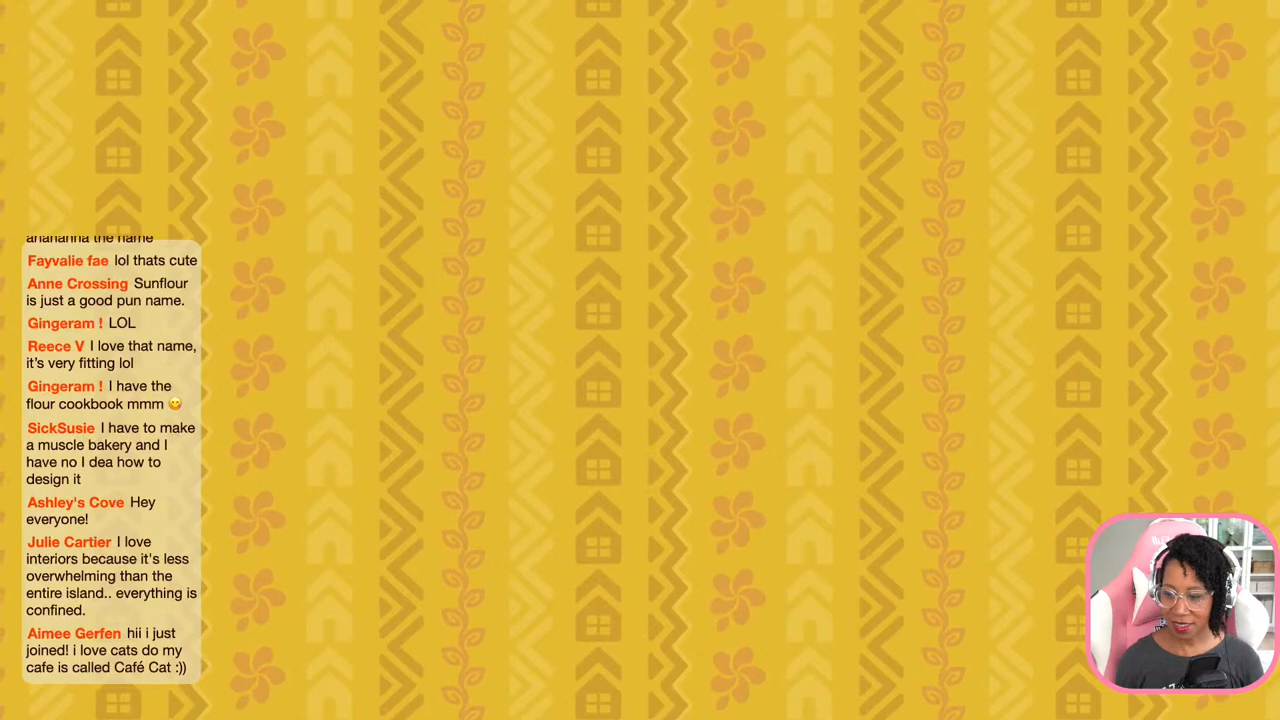 the name
Fayvalie fae lol thats cute
Anne Crossing Sunflour
is just a good pun name.
Gingeram ! LOL
Reece V I love that name,
it’s very fitting lol
Gingeram ! I have the
flour cookbook mmm 😋
SickSusie I have to make
a muscle bakery and I
have no I dea how to
design it
Ashley's Cove Hey
everyone!
Julie Cartier I love
interiors because it's less
overwhelming than the
entire island.. everything is
confined.
Aimee Gerfen hii i just
joined! i love cats do my
cafe is called Café Cat :))